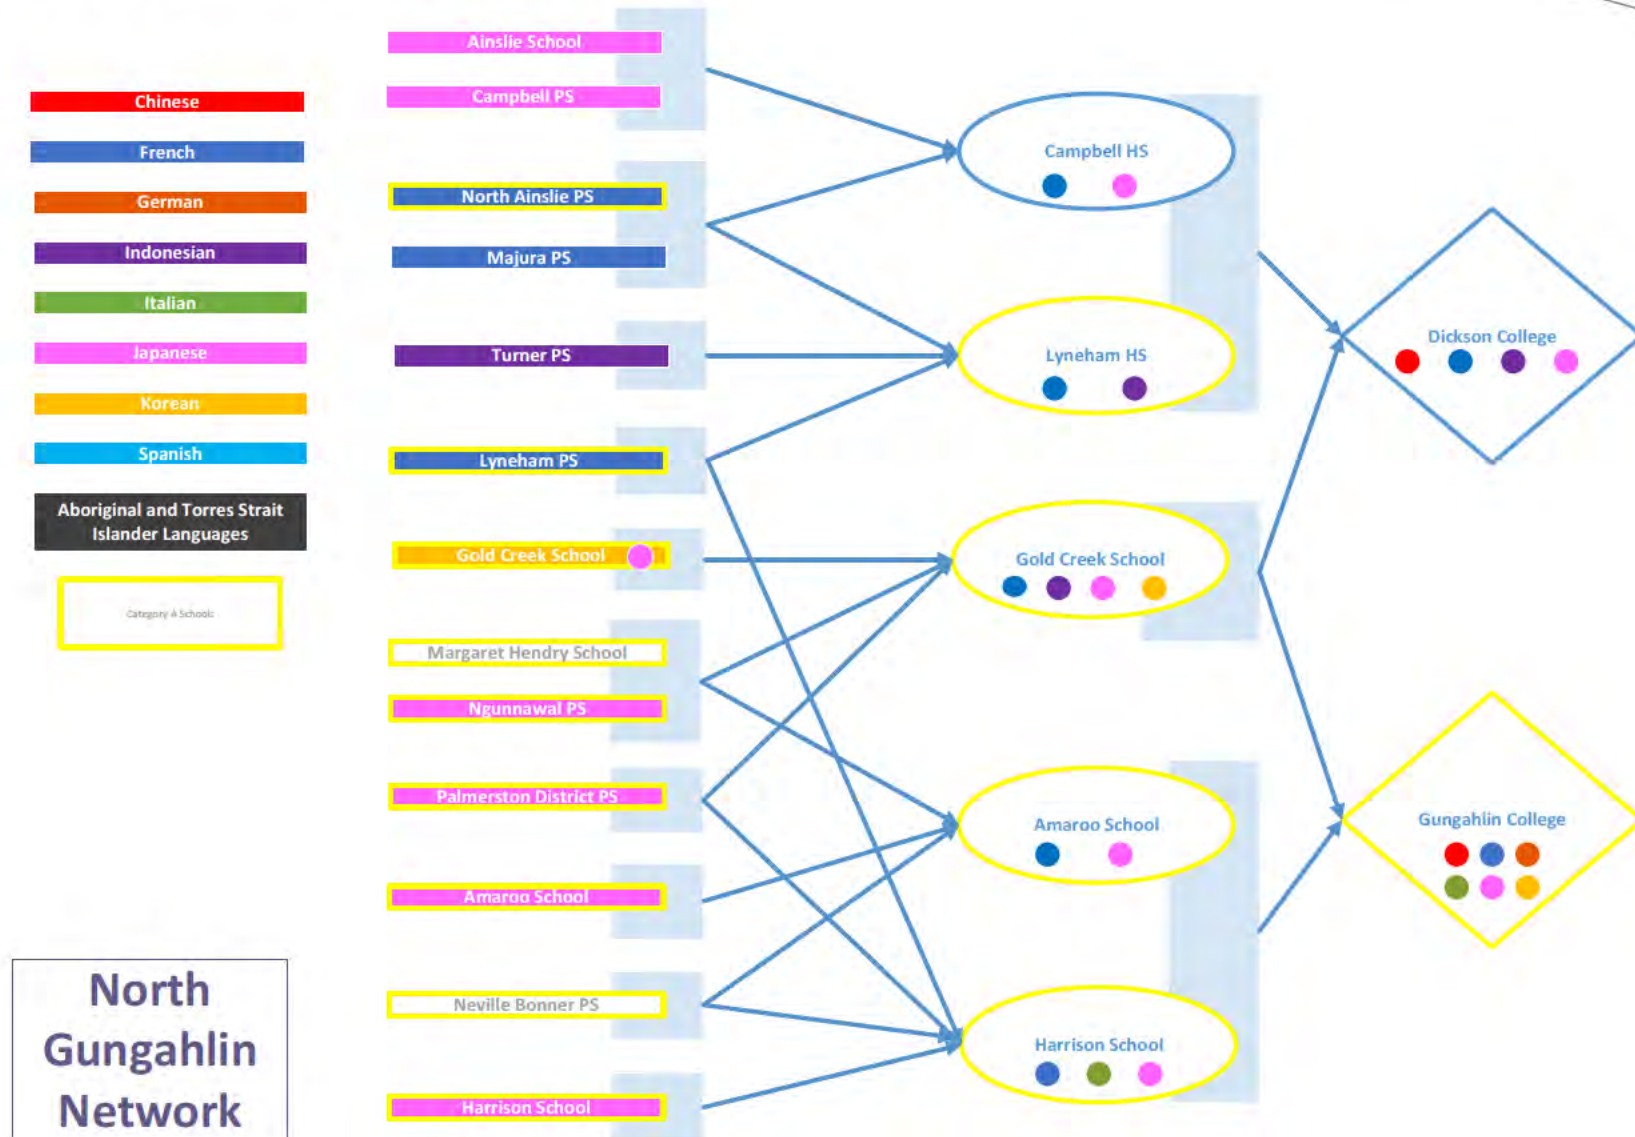 Chinese
French
German
Indonesian
Italian
Japanese
Korean
Spanish
Aboriginal and Torres Strait
Islander Languages
Category A Schools
North
Gungahlin
Network
Ainslie School
Campbell PS
North Ainslie PS
Majura PS
Turner PS
Lyneham PS
Gold Creek School
Margaret Hendry School
Ngunnawal PS
Palmerston District PS
Amaroo School
Neville Bonner PS
Harrison School
Campbell HS
Lyneham HS
Gold Creek School
Amaroo School
Harrison School
Dickson College
Gungahlin College